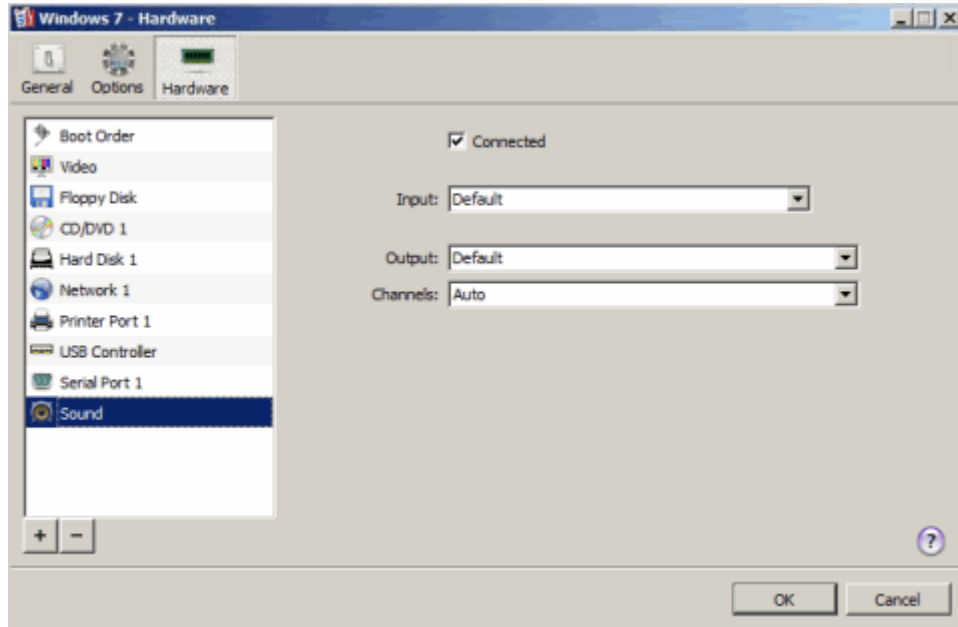 Windows 7 - Hardware
General Options Hardware
Boot Order
Video
Floppy Disk
CD/DVD 1
Hard Disk 1
Network 1
Printer Port 1
USB Controller
Serial Port 1
Sound
Connected
Input: Default
Output: Default
Channels: Auto
+ -
?
OK Cancel